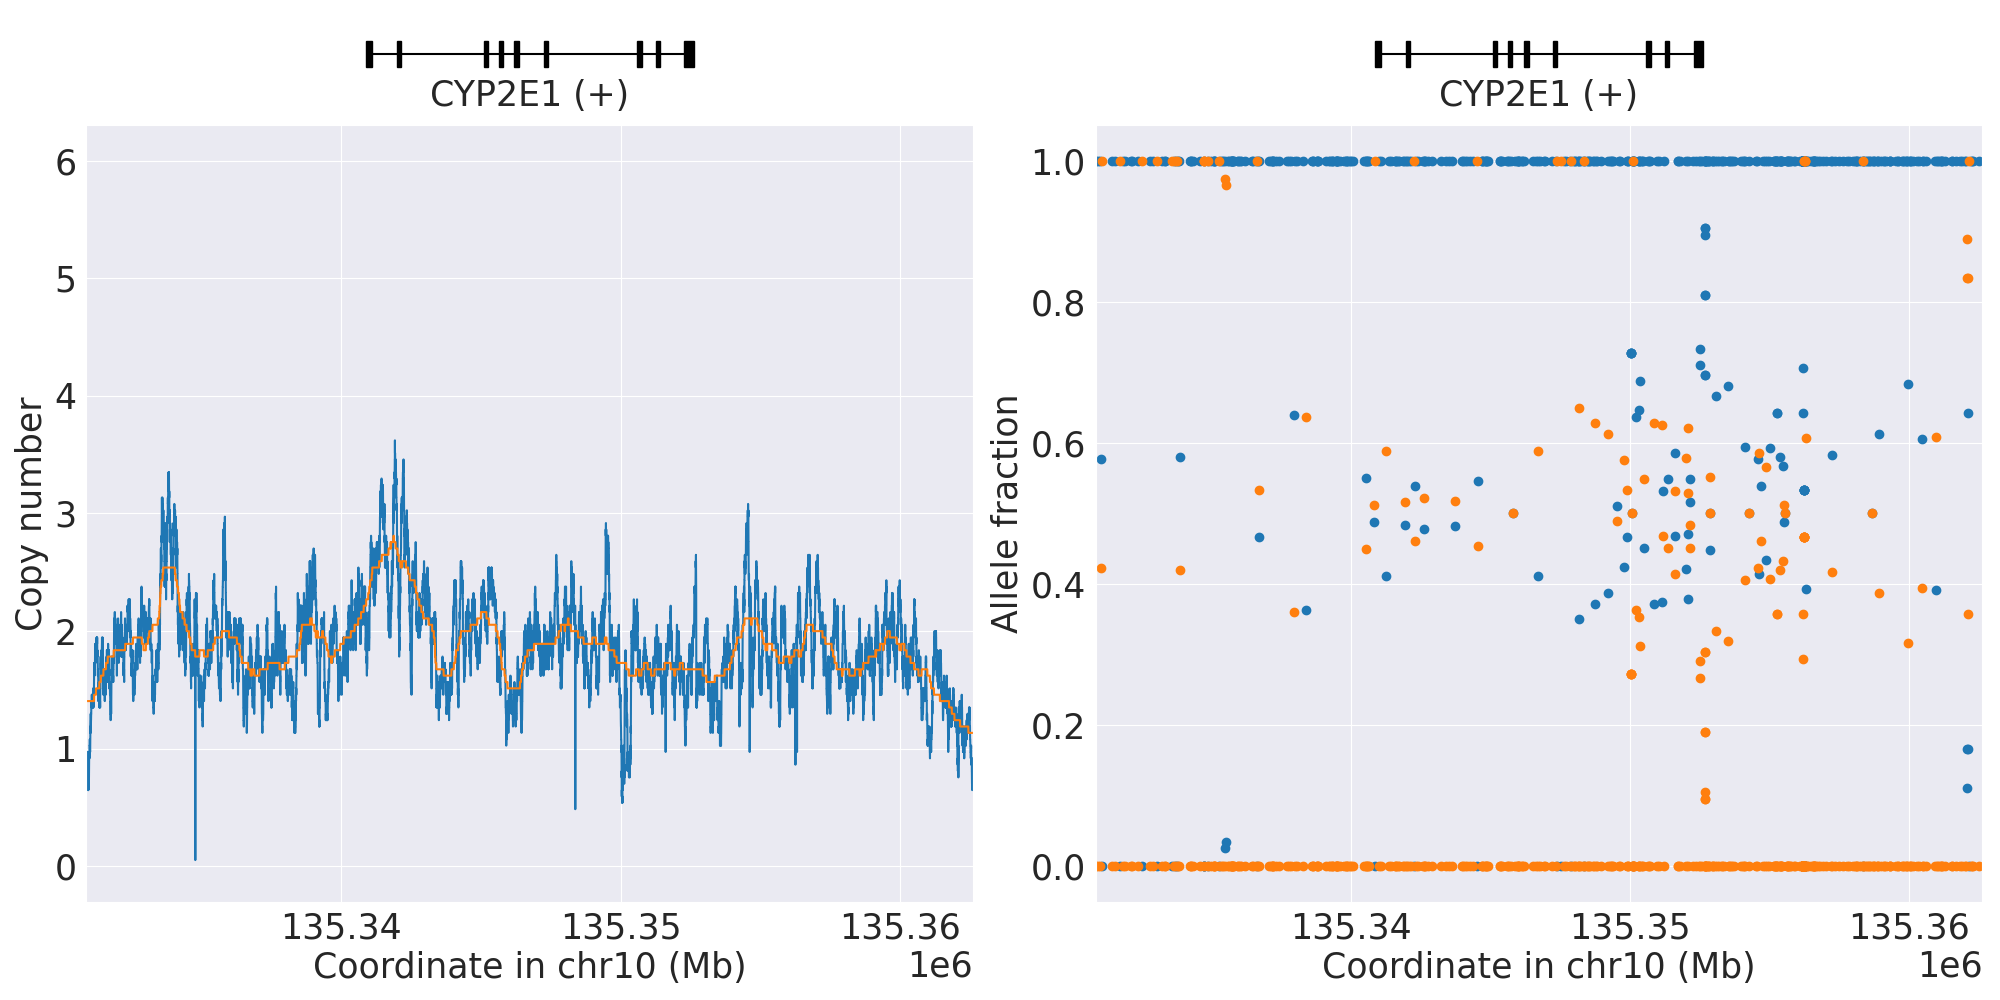 CYP2E1 (+)
6
5
4
3
2
1
0
Copy number
135.34 135.35 135.36
Coordinate in chr10 (Mb)
1e6
CYP2E1 (+)
1.0
0.8
0.6
0.4
0.2
0.0
Allele fraction
135.34 135.35 135.36
Coordinate in chr10 (Mb)
1e6